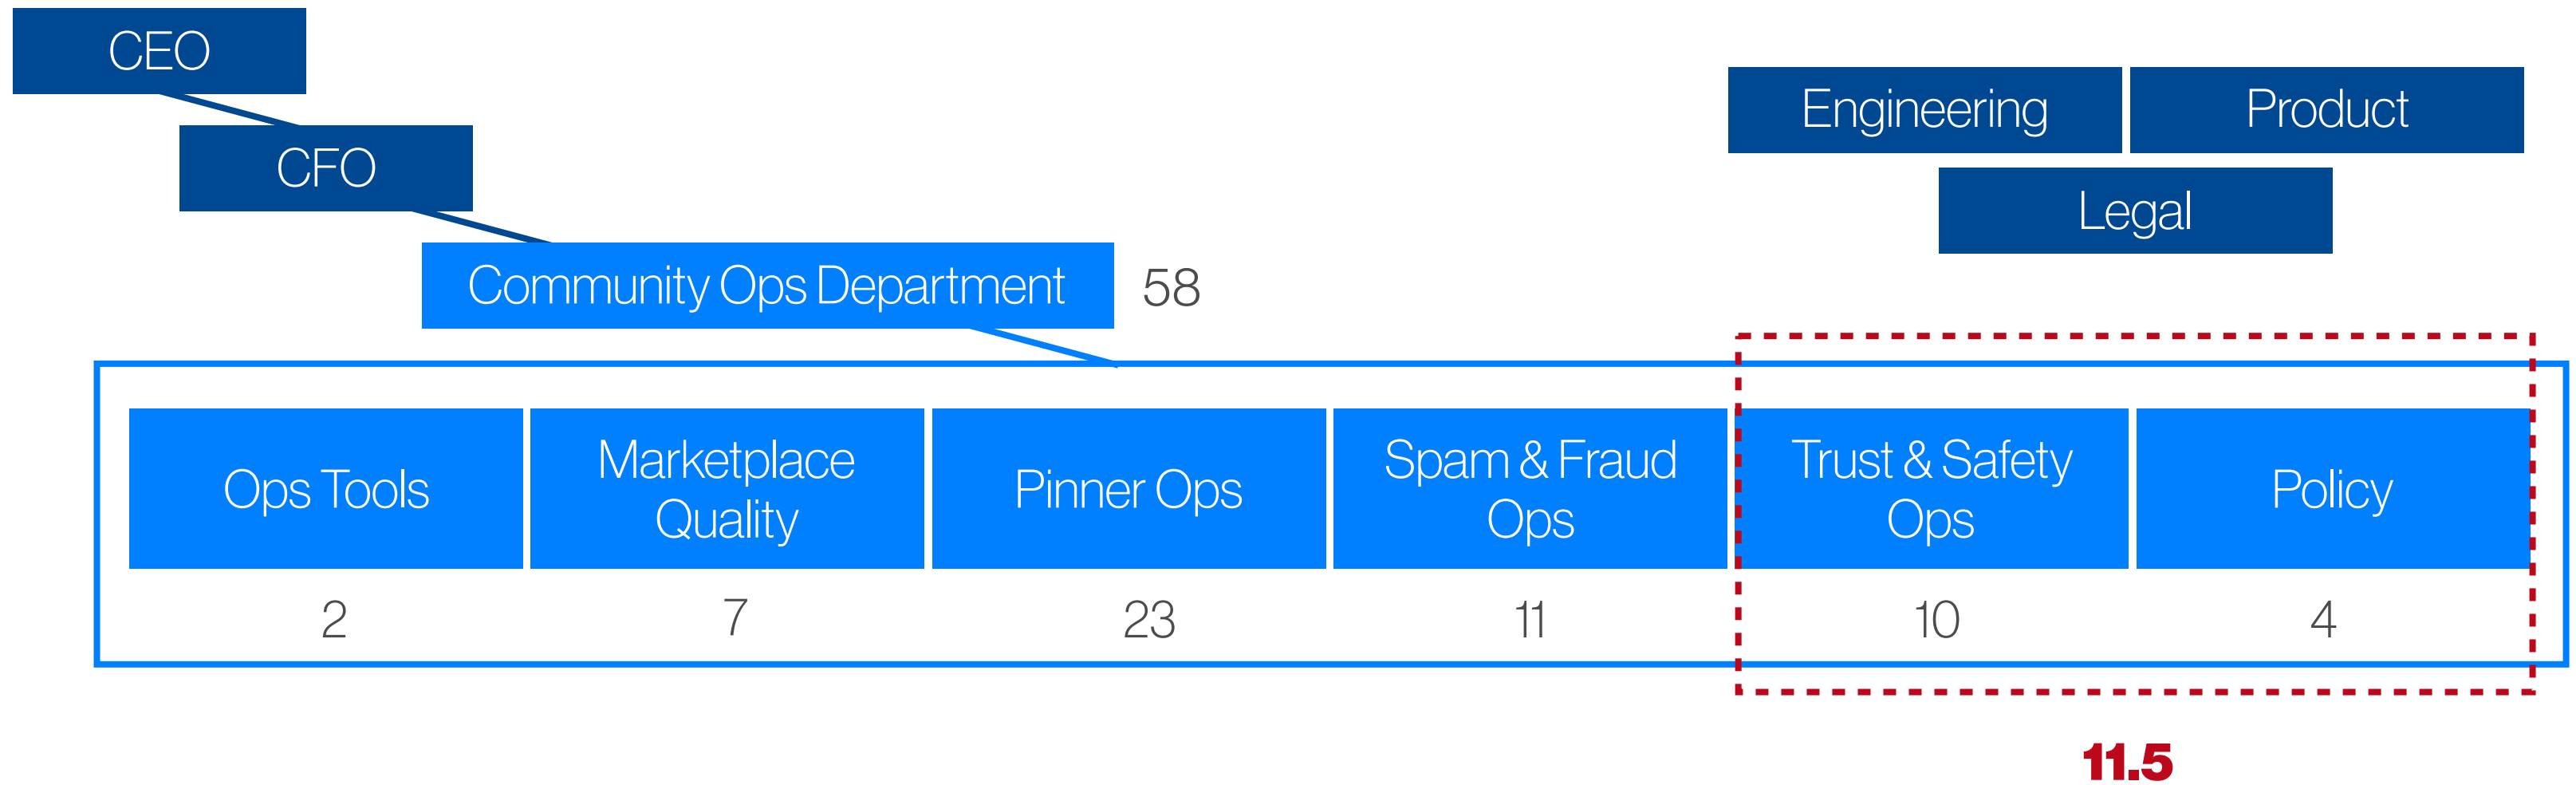 CEO
CFO
Community Ops Department
58
Engineering
Product
Legal
Ops Tools
2
Marketplace
Quality
7
Pinner Ops
23
Spam & Fraud
Ops
11
Trust & Safety
Ops
10
Policy
4
11.5